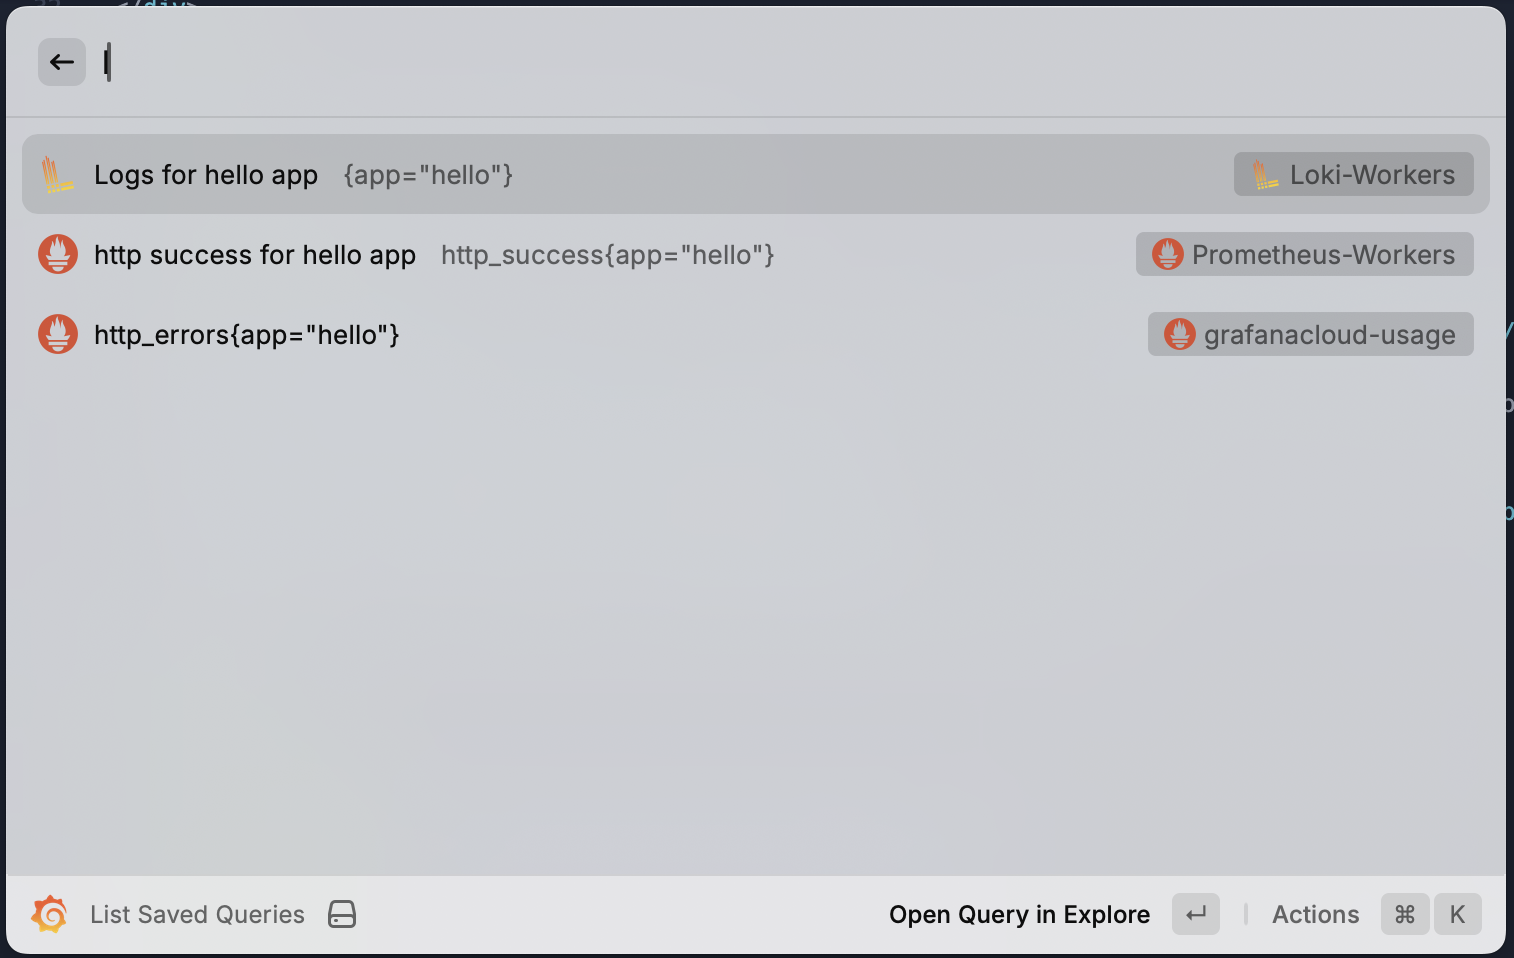 l
Logs for hello app {app="hello"} Loki-Workers
http success for hello app http_success{app="hello"} Prometheus-Workers
http_errors{app="hello"} grafanacloud-usage
List Saved Queries Open Query in Explore ↵ Actions ⌘ K